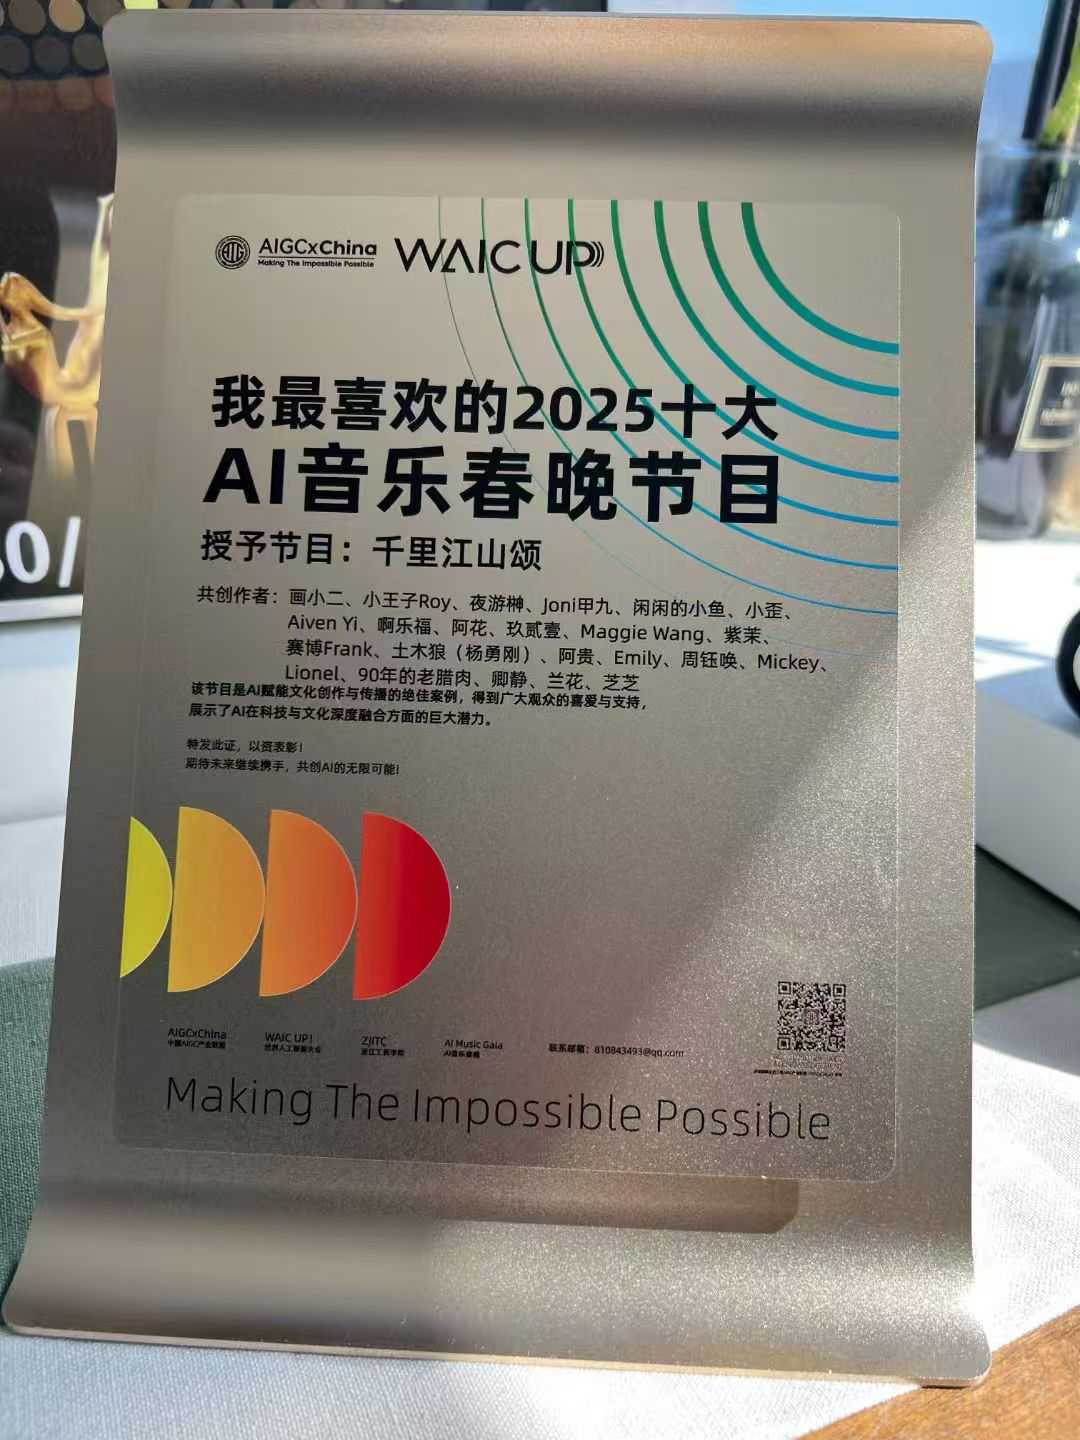 AIGCxChina
Making The Impossible Possible
WAIC UP
我最喜欢的2025十大
AI音乐春晚节目
授予节目：千里江山颂
共创作者：画小二、小王子Roy、夜游榊、Joni甲九、闲闲的小鱼、小歪、
Aiven Yi、啊乐福、阿花、玖贰壹、Maggie Wang、紫茉、
赛博Frank、土木狼（杨勇刚）、阿贵、Emily、周钰唤、Mickey、
Lionel、90年的老腊肉、卿静、兰花、芝芝
该节目是AI赋能文化创作与传播的绝佳案例，得到广大观众的喜爱与支持，
展示了AI在科技与文化深度融合方面的巨大潜力。
特发此证，以资表彰！
期待未来继续携手，共创AI的无限可能!
AIGCxChina
中国AIGC产业联盟
WAIC UP!
世界人工智能大会
ZJITC
浙江工商学院
AI Music Gala
AI音乐春晚
联系邮箱：810843493@qq.com
Making The Impossible Possible